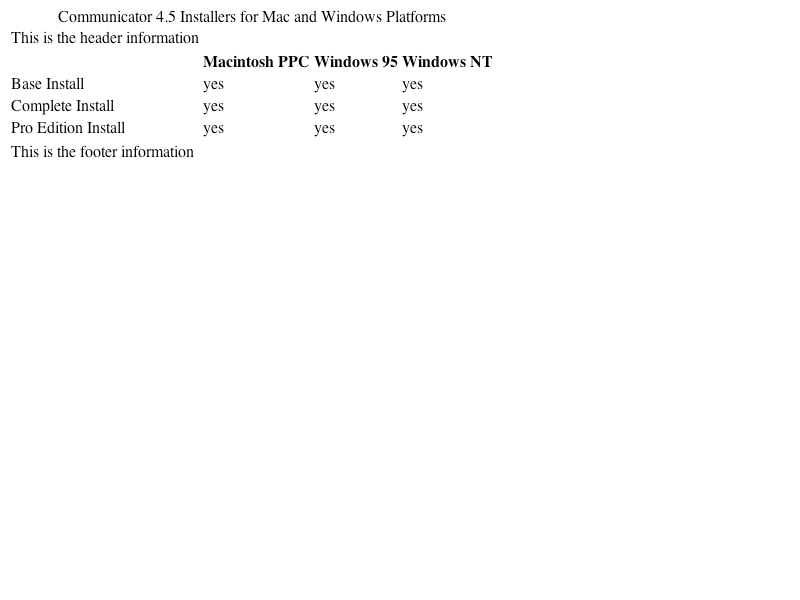 Communicator 4.5 Installers for Mac and Windows Platforms
This is the header information
Macintosh PPC Windows 95 Windows NT
Base Install yes yes yes
Complete Install yes yes yes
Pro Edition Install yes yes yes
This is the footer information